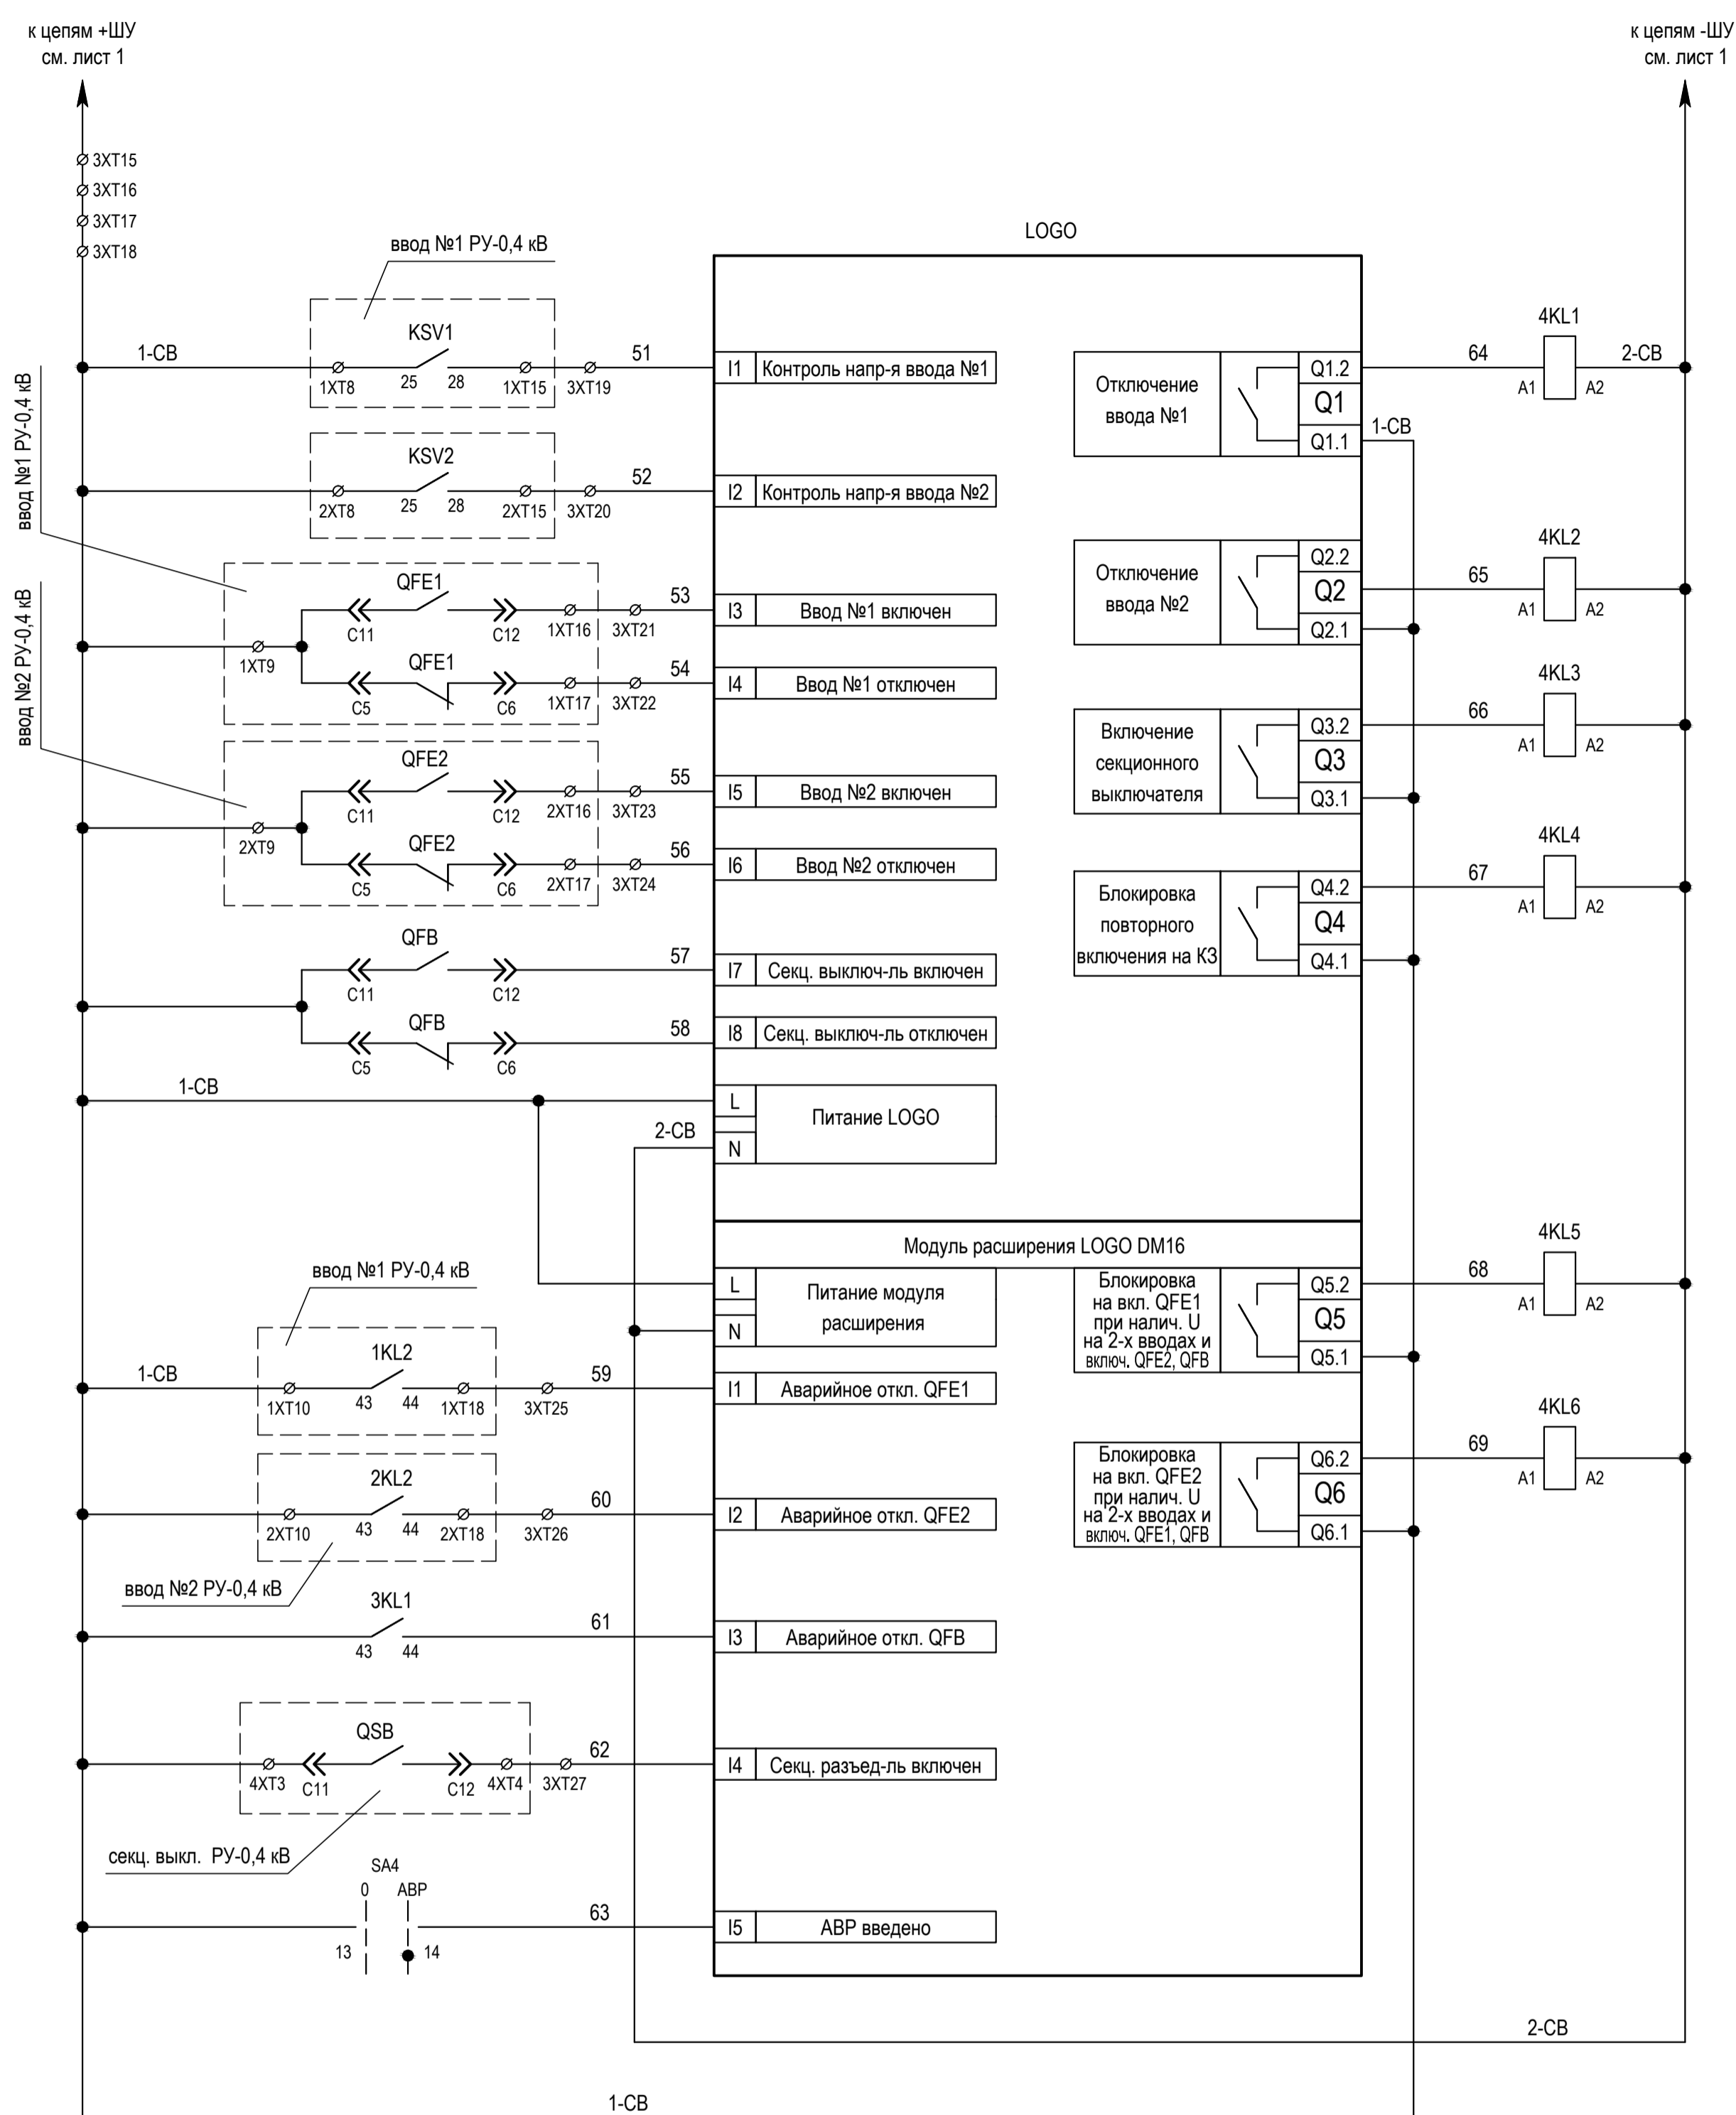 к цепям +ШУ
см. лист 1
к цепям -ШУ
см. лист 1
3XT15
3XT16
3XT17
3XT18
LOGO
ввод №1 РУ-0,4 кВ
1-СВ
KSV1
1XT8
25
28
1XT15
3XT19
51
I1
Контроль напр-я ввода №1
Отключение
ввода №1
Q1.2
Q1
Q1.1
64
4KL1
A1
A2
2-СВ
1-СВ
ввод №1 РУ-0,4 кВ
KSV2
2XT8
25
28
2XT15
3XT20
52
I2
Контроль напр-я ввода №2
ввод №2 РУ-0,4 кВ
QFE1
C11
C12
1XT16
3XT21
53
I3
Ввод №1 включен
1XT9
QFE1
C5
C6
1XT17
3XT22
54
I4
Ввод №1 отключен
Отключение
ввода №2
Q2.2
Q2
Q2.1
65
4KL2
A1
A2
QFE2
C11
C12
2XT16
3XT23
55
I5
Ввод №2 включен
2XT9
QFE2
C5
C6
2XT17
3XT24
56
I6
Ввод №2 отключен
Включение
секционного
выключателя
Q3.2
Q3
Q3.1
66
4KL3
A1
A2
Блокировка
повторного
включения на КЗ
Q4.2
Q4
Q4.1
67
4KL4
A1
A2
QFB
C11
C12
57
I7
Секц. выключ-ль включен
QFB
C5
C6
58
I8
Секц. выключ-ль отключен
1-СВ
L
Питание LOGO
2-СВ
N
Модуль расширения LOGO DM16
L
Питание модуля
расширения
N
Блокировка
на вкл. QFE1
при налич. U
на 2-х вводах и
включ. QFE2, QFB
Q5.2
Q5
Q5.1
68
4KL5
A1
A2
ввод №1 РУ-0,4 кВ
1-СВ
1KL2
1XT10
43
44
1XT18
3XT25
59
I1
Аварийное откл. QFE1
2KL2
2XT10
43
44
2XT18
3XT26
60
I2
Аварийное откл. QFE2
ввод №2 РУ-0,4 кВ
Блокировка
на вкл. QFE2
при налич. U
на 2-х вводах и
включ. QFE1, QFB
Q6.2
Q6
Q6.1
69
4KL6
A1
A2
3KL1
43
44
61
I3
Аварийное откл. QFB
QSB
4XT3
C11
C12
4XT4
3XT27
62
I4
Секц. разъед-ль включен
секц. выкл. РУ-0,4 кВ
SA4
0
АВР
13
14
63
I5
АВР введено
2-СВ
1-СВ